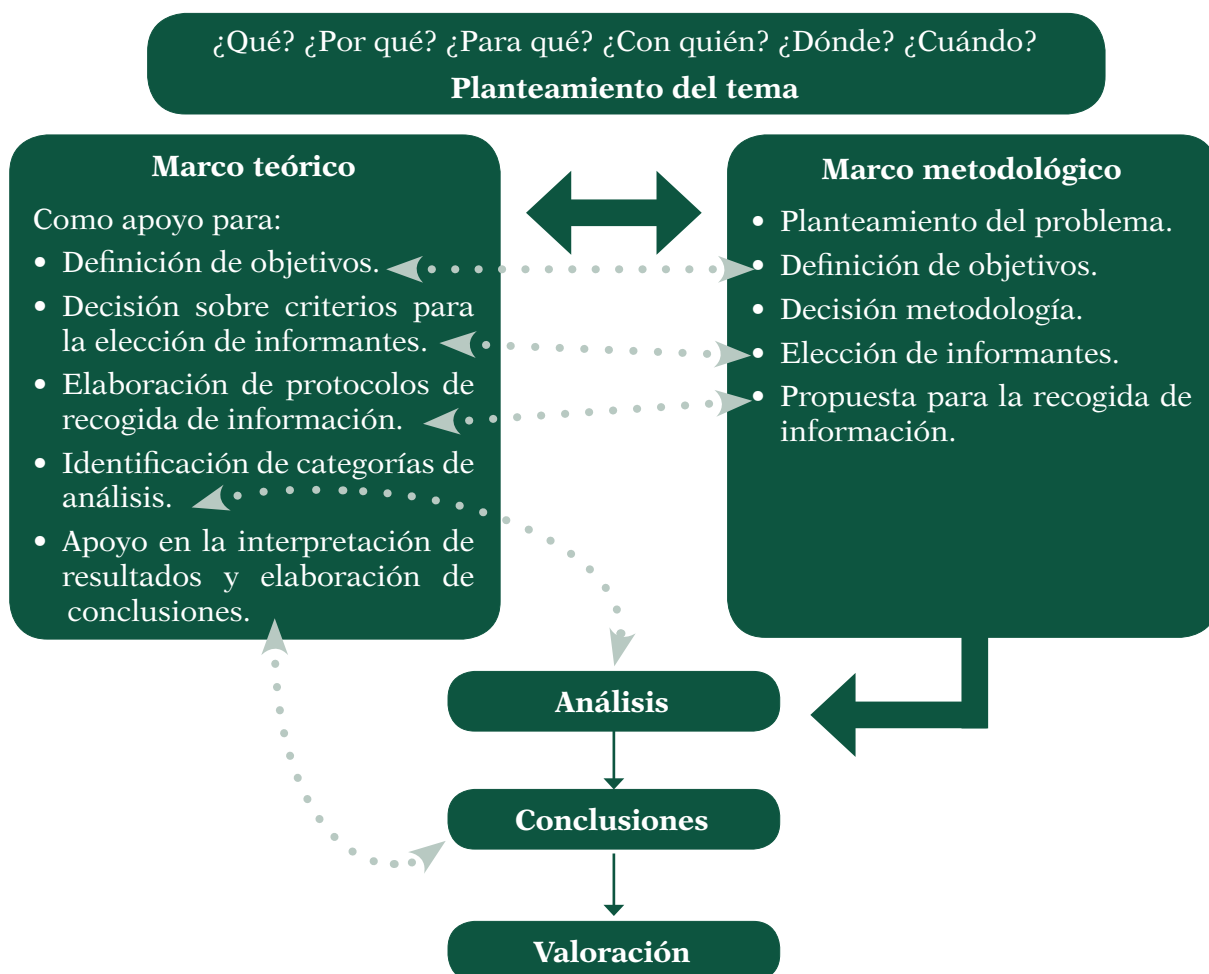 ¿Qué? ¿Por qué? ¿Para qué? ¿Con quién? ¿Dónde? ¿Cuándo?
Planteamiento del tema
Marco teórico
Como apoyo para:
• Definición de objetivos.
• Decisión sobre criterios para
la elección de informantes.
• Elaboración de protocolos de
recogida de información.
• Identificación de categorías de
análisis.
• Apoyo en la interpretación de
resultados y elaboración de
conclusiones.
Marco metodológico
• Planteamiento del problema.
• Definición de objetivos.
• Decisión metodología.
• Elección de informantes.
• Propuesta para la recogida de
información.
Análisis
Conclusiones
Valoración